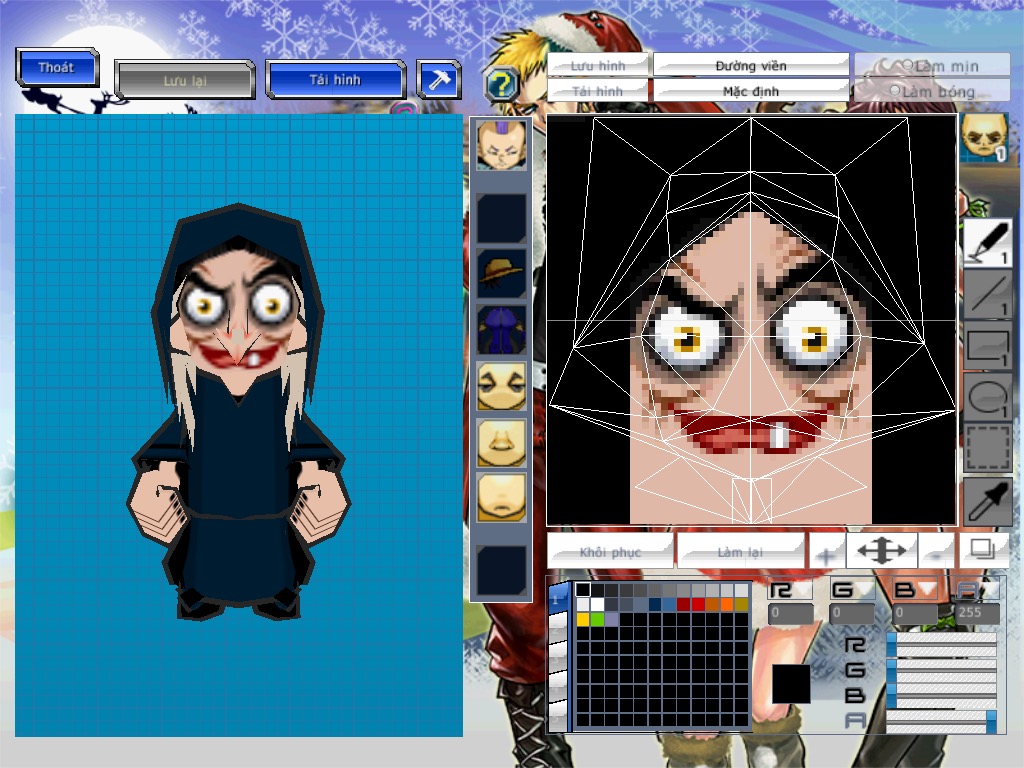 Thoát
Lưu lại
Tải hình
?
Lưu hình
Đường viền
Làm mịn
Tải hình
Mặc định
Làm bóng
1
1
1
1
1
Khôi phục
Làm lại
+
-
1
R
G
B
A
0
0
0
255
R
G
B
A